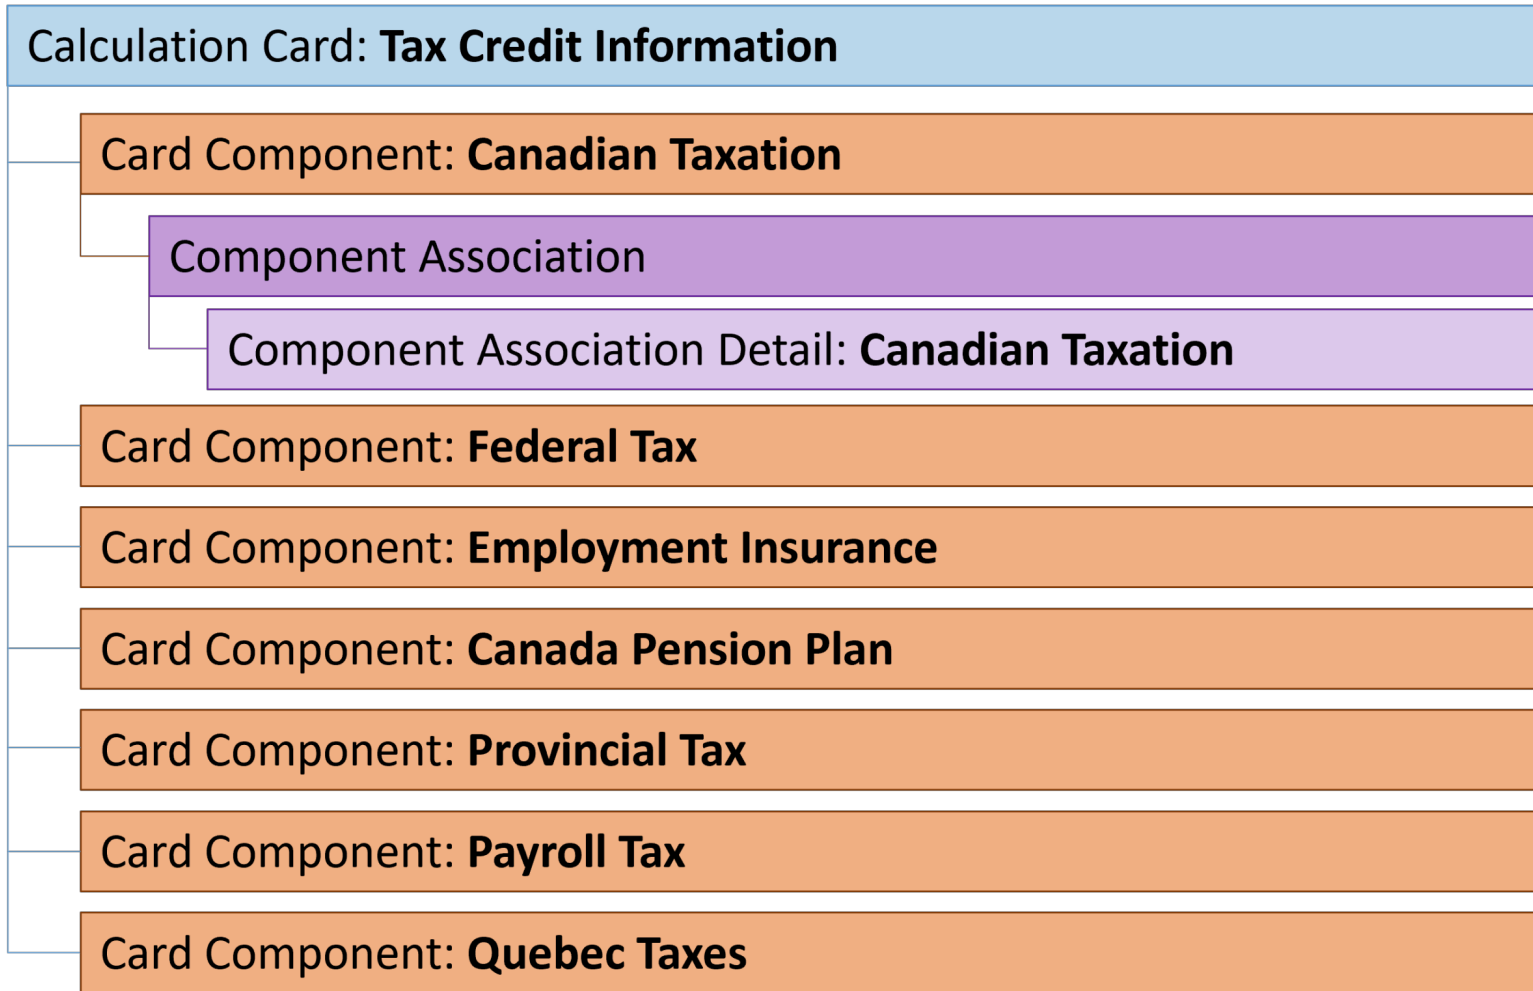 Calculation Card: Tax Credit Information
Card Component: Canadian Taxation
Component Association
Component Association Detail: Canadian Taxation
Card Component: Federal Tax
Card Component: Employment Insurance
Card Component: Canada Pension Plan
Card Component: Provincial Tax
Card Component: Payroll Tax
Card Component: Quebec Taxes